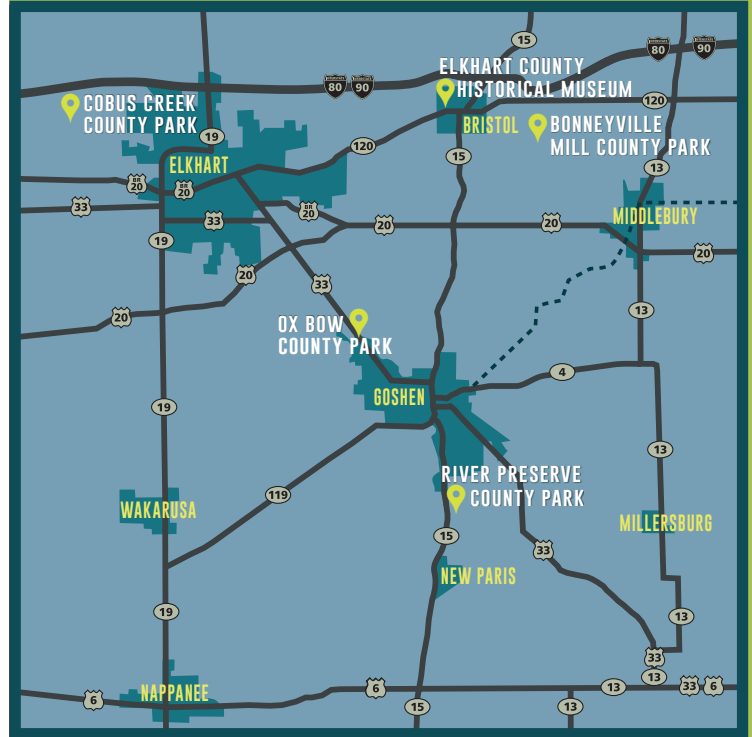 15
80
90
ELKHART COUNTY
HISTORICAL MUSEUM
80
90
COBUS CREEK
COUNTY PARK
120
19
BRISTOL
BONNEYVILLE
MILL COUNTY PARK
120
15
ELKHART
13
BR
20
BR
20
33
33
BR
20
MIDDLEBURY
19
20
20
20
20
33
20
13
OX BOW
COUNTY PARK
4
GOSHEN
19
13
RIVER PRESERVE
COUNTY PARK
119
WAKARUSA
MILLERSBURG
15
33
NEW PARIS
19
13
33
13
NAPPANEE
6
6
13
33
6
15
13